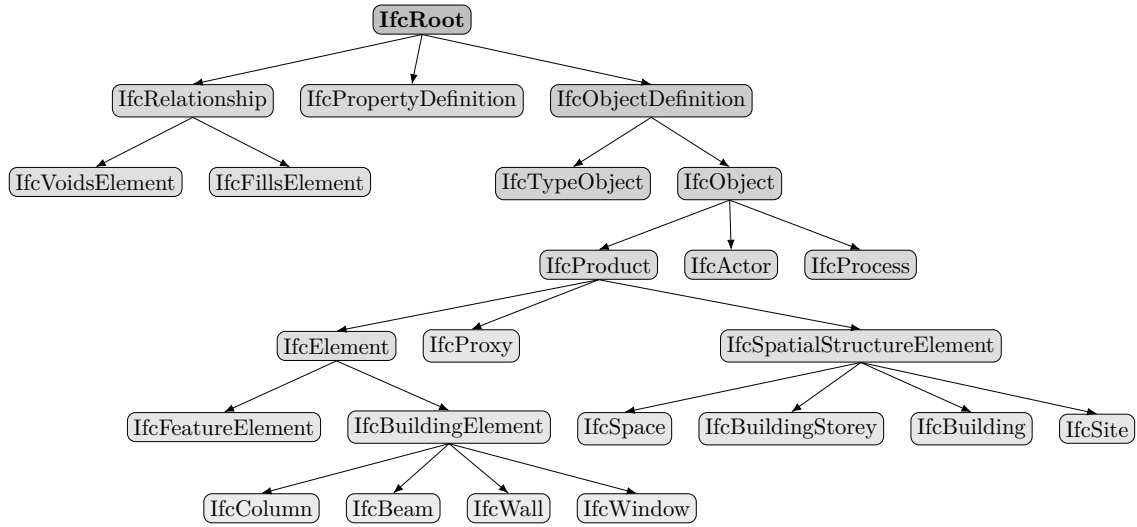 IfcRoot
IfcRelationship IfcPropertyDefinition IfcObjectDefinition
IfcVoidsElement IfcFillsElement IfcTypeObject IfcObject
IfcProduct IfcActor IfcProcess
IfcElement IfcProxy IfcSpatialStructureElement
IfcFeatureElement IfcBuildingElement IfcSpace IfcBuildingStorey IfcBuilding IfcSite
IfcColumn IfcBeam IfcWall IfcWindow